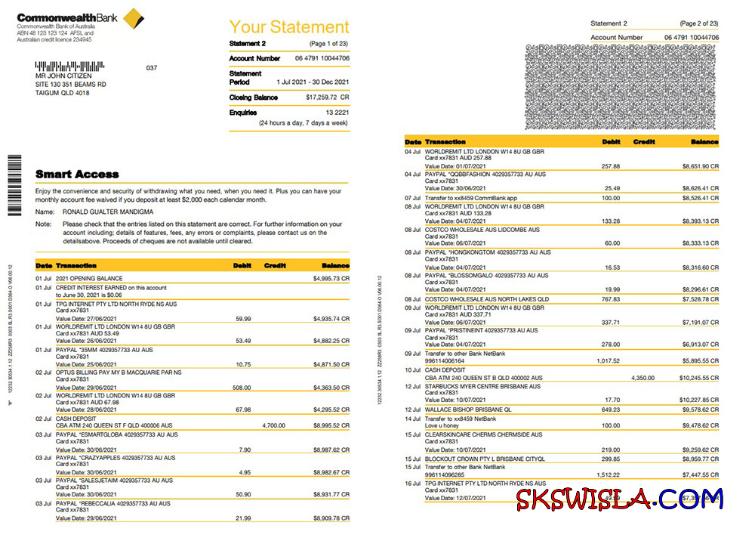 CommonwealthBank
Commonwealth Bank of Australia
ABN 48 123 123 124 AFSL and
Australian credit licence 234945
037
MR JOHN CITIZEN
SITE 130 351 BEAMS RD
TAIGUM QLD 4018
Your Statement
Statement 2 (Page 1 of 23)
Account Number 06 4791 10044706
Statement
Period 1 Jul 2021 - 30 Dec 2021
Closing Balance $17,259.72 CR
Enquiries 13 2221
(24 hours a day, 7 days a week)
Smart Access
Enjoy the convenience and security of withdrawing what you need, when you need it. Plus you can have your
monthly account fee waived if you deposit at least $2,000 each calendar month.
Name: RONALD GUALTER MANDIGMA
Note: Please check that the entries listed on this statement are correct. For further information on your
account including: details of features, fees, any errors or complaints, please contact us on the
detailsabove. Proceeds of cheques are not available until cleared.
Date Transaction Debit Credit Balance
01 Jul 2021 OPENING BALANCE $4,995.73 CR
01 Jul CREDIT INTEREST EARNED on this account
to June 30, 2021 is $0.06
01 Jul TPG INTERNET PTY LTD NORTH RYDE NS AUS
Card xx7831
Value Date: 27/06/2021 59.99 $4,935.74 CR
01 Jul WORLDREMIT LTD LONDON W14 8U GB GBR
Card xx7831 AUD 53.49
Value Date: 26/06/2021 53.49 $4,882.25 CR
01 Jul PAYPAL *35MM 4029357733 AU AUS
Card xx7831
Value Date: 25/06/2021 10.75 $4,871.50 CR
02 Jul OPTUS BILLING PAY MY B MACQUARIE PAR NS
Card xx7831
Value Date: 29/06/2021 508.00 $4,363.50 CR
02 Jul WORLDREMIT LTD LONDON W14 8U GB GBR
Card xx7831 AUD 67.98
Value Date: 28/06/2021 67.98 $4,295.52 CR
02 Jul CASH DEPOSIT
CBA ATM 240 QUEEN ST F QLD 400006 AUS 4,700.00 $8,995.52 CR
03 Jul PAYPAL *ESMARTGLOBA 4029357733 AU AUS
Card xx7831
Value Date: 30/06/2021 7.90 $8,987.62 CR
03 Jul PAYPAL *CRAZYAPPLES 4029357733 AU AUS
Card xx7831
Value Date: 30/06/2021 4.95 $8,982.67 CR
03 Jul PAYPAL *SALESJETAIM 4029357733 AU AUS
Card xx7831
Value Date: 30/06/2021 50.90 $8,931.77 CR
03 Jul PAYPAL *REBECCALIA 4029357733 AU AUS
Card xx7831
Value Date: 29/06/2021 21.99 $8,909.78 CR
Statement 2 (Page 2 of 23)
Account Number 06 4791 10044706
Date Transaction Debit Credit Balance
04 Jul WORLDREMIT LTD LONDON W14 8U GB GBR
Card xx7831 AUD 257.88
Value Date: 01/07/2021 257.88 $8,651.90 CR
04 Jul PAYPAL *QQBBFASHION 4029357733 AU AUS
Card xx7831
Value Date: 30/06/2021 25.49 $8,626.41 CR
07 Jul Transfer to xx8459 CommBank app 100.00 $8,526.41 CR
08 Jul WORLDREMIT LTD LONDON W14 8U GB GBR
Card xx7831 AUD 133.28
Value Date: 04/07/2021 133.28 $8,393.13 CR
08 Jul COSTCO WHOLESALE AUS LIDCOMBE AUS
Card xx7831
Value Date: 06/07/2021 60.00 $8,333.13 CR
08 Jul PAYPAL *HONGKONGTOM 4029357733 AU AUS
Card xx7831
Value Date: 04/07/2021 16.53 $8,316.60 CR
08 Jul PAYPAL *BLOSSOMGALO 4029357733 AU AUS
Card xx7831
Value Date: 04/07/2021 19.99 $8,296.61 CR
08 Jul COSTCO WHOLESALE AUS NORTH LAKES QLD 767.83 $7,528.78 CR
09 Jul WORLDREMIT LTD LONDON W14 8U GB GBR
Card xx7831 AUD 337.71
Value Date: 06/07/2021 337.71 $7,191.07 CR
09 Jul PAYPAL *PRISTINEINT 4029357733 AU AUS
Card xx7831
Value Date: 04/07/2021 278.00 $6,913.07 CR
09 Jul Transfer to other Bank NetBank
996114006164 1,017.52 $5,895.55 CR
10 Jul CASH DEPOSIT
CBA ATM 240 QUEEN ST B QLD 400002 AUS 4,350.00 $10,245.55 CR
12 Jul STARBUCKS MYER CENTRE BRISBANE AUS
Card xx7831
Value Date: 10/07/2021 17.70 $10,227.85 CR
12 Jul WALLACE BISHOP BRISBANE QL 649.23 $9,578.62 CR
14 Jul Transfer to xx8459 NetBank
Love u honey 100.00 $9,478.62 CR
15 Jul CLEARSKINCARE CHERMS CHERMSIDE AUS
Card xx7831
Value Date: 10/07/2021 219.00 $9,259.62 CR
15 Jul BLOCKOUT CROWN PTY L BRISBANE CITYQL 299.85 $8,959.77 CR
15 Jul Transfer to other Bank NetBank
996114096265 1,512.22 $7,447.55 CR
16 Jul TPG INTERNET PTY LTD NORTH RYDE NS AUS
Card xx7831
Value Date: 12/07/2021
SKSWISLA.COM